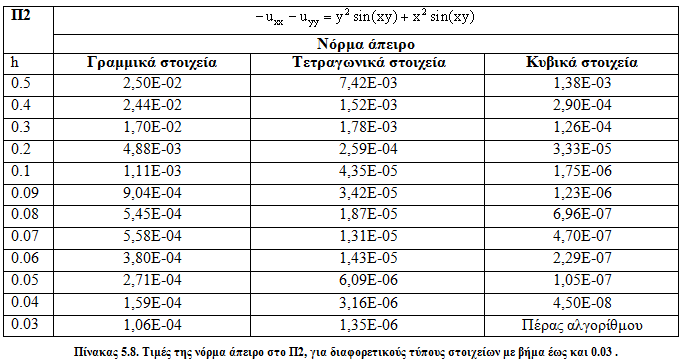 Π2 −uxx − uyy = y² sin(xy) + x² sin(xy)
Νόρμα άπειρο
h Γραμμικά στοιχεία Τετραγωνικά στοιχεία Κυβικά στοιχεία
0.5 2,50E-02 7,42E-03 1,38E-03
0.4 2,44E-02 1,52E-03 2,90E-04
0.3 1,70E-02 1,78E-03 1,26E-04
0.2 4,88E-03 2,59E-04 3,33E-05
0.1 1,11E-03 4,35E-05 1,75E-06
0.09 9,04E-04 3,42E-05 1,23E-06
0.08 5,45E-04 1,87E-05 6,96E-07
0.07 5,58E-04 1,31E-05 4,70E-07
0.06 3,80E-04 1,43E-05 2,29E-07
0.05 2,71E-04 6,09E-06 1,05E-07
0.04 1,59E-04 3,16E-06 4,50E-08
0.03 1,06E-04 1,35E-06 Πέρας αλγορίθμου
Πίνακας 5.8. Τιμές της νόρμα άπειρο στο Π2, για διαφορετικούς τύπους στοιχείων με βήμα έως και 0.03 .